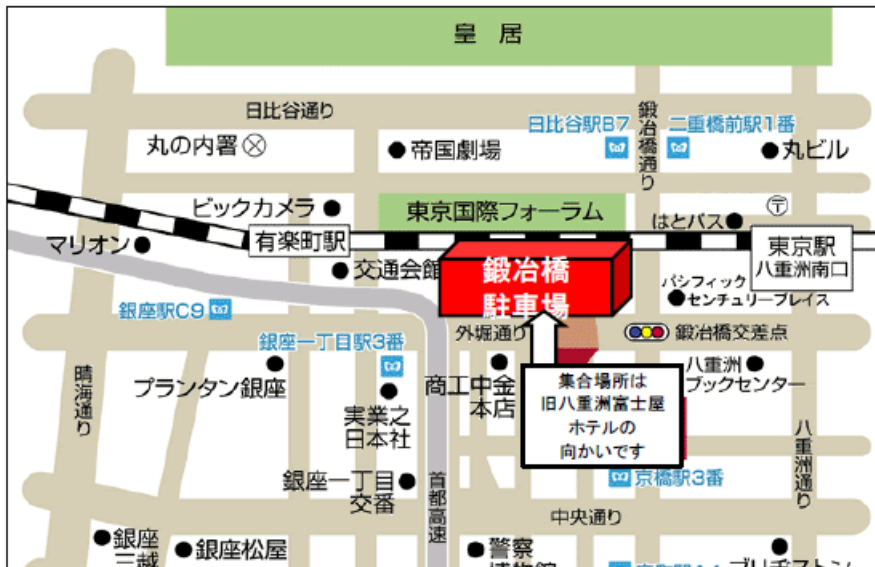 皇 居
日比谷通り
日比谷駅B7
鍛冶橋通り
二重橋前駅1番
丸の内署
帝国劇場
丸ビル
ビックカメラ
東京国際フォーラム
はとバス
〒
有楽町駅
マリオン
交通会館
鍛冶橋
駐車場
東京駅
八重洲南口
パシフィック
センチュリープレイス
銀座駅C9
銀座一丁目駅3番
外堀通り
鍛冶橋交差点
晴海通り
プランタン銀座
実業之
日本社
商工中金
本店
集合場所は
旧八重洲富士屋
ホテルの
向かいです
八重洲
ブックセンター
八重洲通り
銀座一丁目
交番
首都高速
京橋駅3番
中央通り
銀座
三越
銀座松屋
警察
博物館